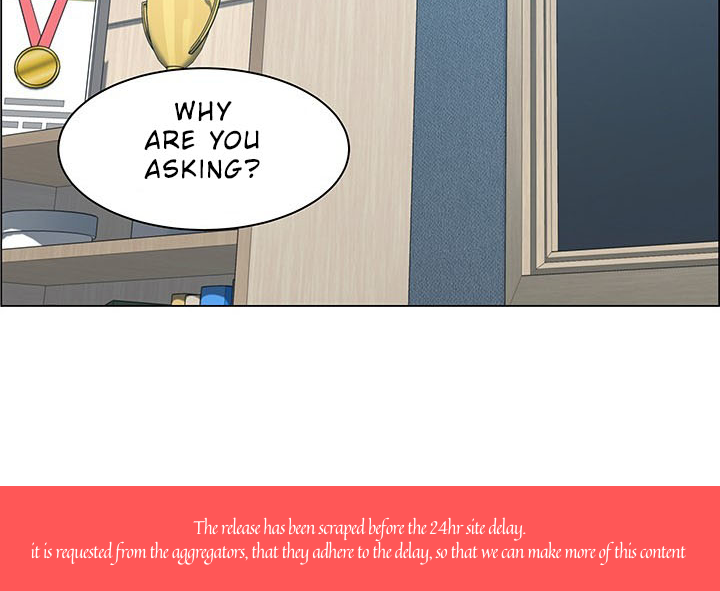 WHY
ARE YOU
ASKING?
The release has been scraped before the 24hr site delay.
it is requested from the aggregators, that they adhere to the delay, so that we can make more of this content